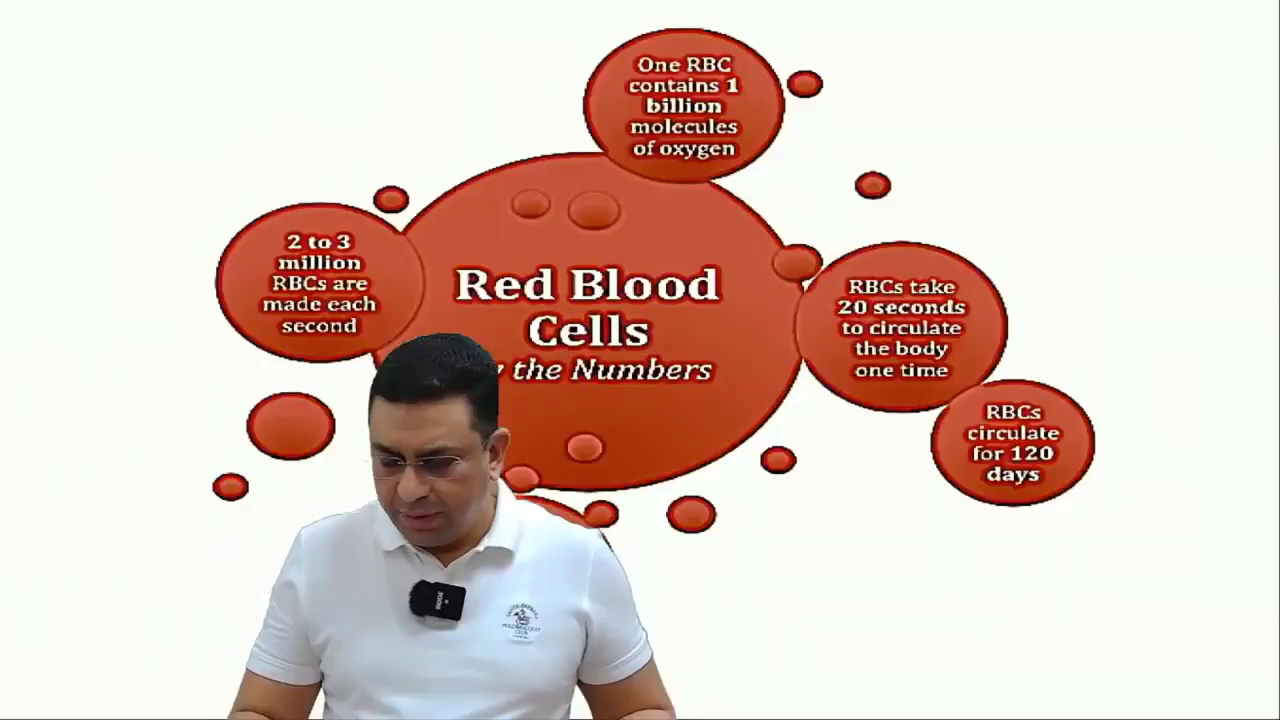 One RBC
contains 1
billion
molecules
of oxygen
2 to 3
million
RBCs are
made each
second
Red Blood
Cells
the Numbers
RBCs take
20 seconds
to circulate
the body
one time
RBCs
circulate
for 120
days
RODE